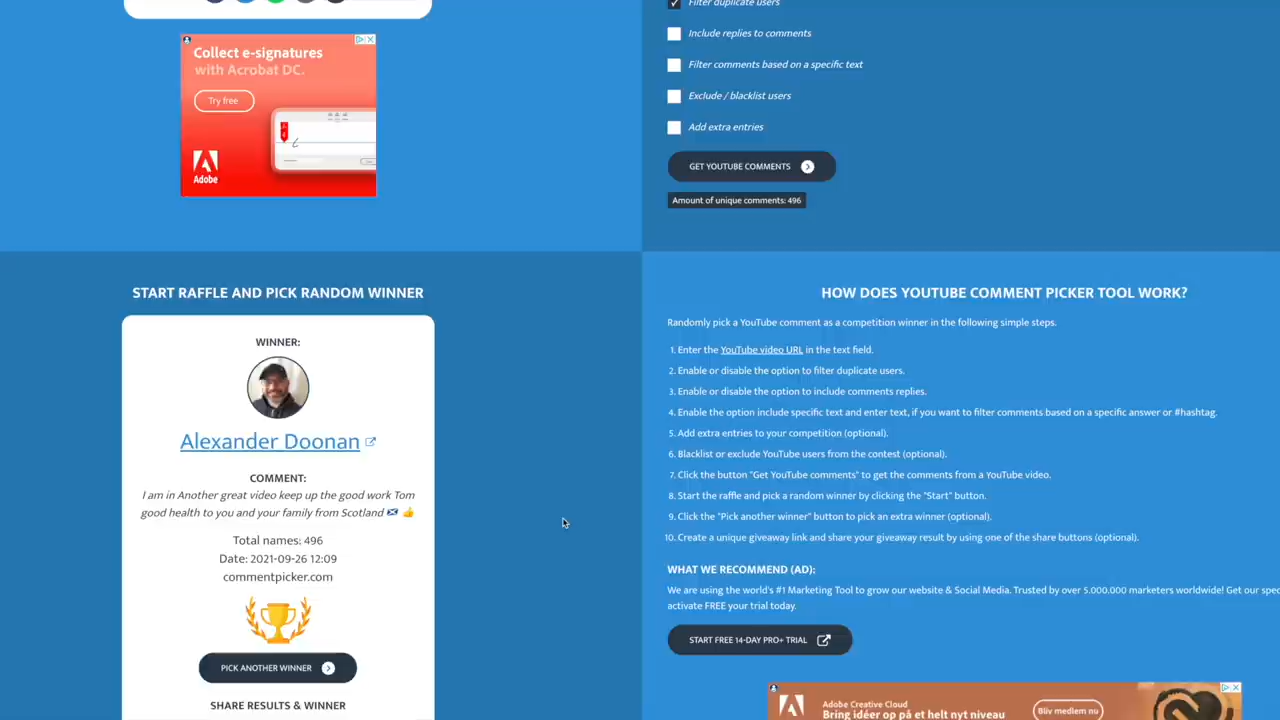 Collect e-signatures
with Acrobat DC.
Try free
Adobe
Filter duplicate users
Include replies to comments
Filter comments based on a specific text
Exclude / blacklist users
Add extra entries
GET YOUTUBE COMMENTS
Amount of unique comments: 496
START RAFFLE AND PICK RANDOM WINNER
WINNER:
Alexander Doonan
COMMENT:
I am in Another great video keep up the good work Tom
good health to you and your family from Scotland 🏴󠁧󠁢󠁳󠁣󠁴󠁿 👍
Total names: 496
Date: 2021-09-26 12:09
commentpicker.com
PICK ANOTHER WINNER
SHARE RESULTS & WINNER
HOW DOES YOUTUBE COMMENT PICKER TOOL WORK?
Randomly pick a YouTube comment as a competition winner in the following simple steps.
1. Enter the YouTube video URL in the text field.
2. Enable or disable the option to filter duplicate users.
3. Enable or disable the option to include comments replies.
4. Enable the option include specific text and enter text, if you want to filter comments based on a specific answer or #hashtag.
5. Add extra entries to your competition (optional).
6. Blacklist or exclude YouTube users from the contest (optional).
7. Click the button "Get YouTube comments" to get the comments from a YouTube video.
8. Start the raffle and pick a random winner by clicking the "Start" button.
9. Click the "Pick another winner" button to pick an extra winner (optional).
10. Create a unique giveaway link and share your giveaway result by using one of the share buttons (optional).
WHAT WE RECOMMEND (AD):
We are using the world's #1 Marketing Tool to grow our website & Social Media. Trusted by over 5.000.000 marketers worldwide! Get our spec
activate FREE your trial today.
START FREE 14-DAY PRO+ TRIAL
Adobe Creative Cloud
Bring idéer op på et helt nyt niveau
Bliv medlem nu